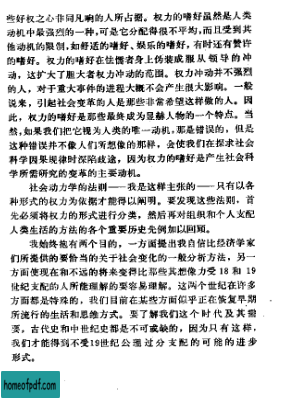 些好权之心非同凡响的人所占据。权力的嗜好虽然是人类
动机中最强烈的一种，可是它分配得很不平均，而且受到其
他动机的限制，如舒适的嗜好、娱乐的嗜好，有时还有赞许
的嗜好。权力的嗜好在怯懦者身上伪装成服从领导的冲
动，这扩大了胆大者权力冲动的范围。权力冲动并不强烈
的人，对于重大事件的进程大概不会产生很大影响。一般
说来，引起社会变革的人是那些非常希望这样做的人。因
此，权力的嗜好是那些最终成为显赫人物的一个特点。当
然，如果我们把它视为人类的唯一动机，那是错误的，但是
这种错误并不像人们所想像的那样，会使我们在探求社会
科学因果规律时误陷歧途，因为权力的嗜好是产生社会科
学所需研究的变革的主要动机。
社会动力学的法则——我是这样主张的——只有以各
种形式的权力为依据才能得以阐明。要发现这些法则，首
先必须将权力的形式进行分类，然后再对组织和个人支配
人类生活的方法的各个重要历史先例加以回顾。
我始终抱有两个目的，一方面提出我自信比经济学家
们所提供的要恰当的关于社会变化的一般分析方法，另一
方面使现在和不远的将来变得比那些其想像力受18和19
世纪支配的人所能理解的要容易理解。这两个世纪在许多
方面都是特殊的，我们目前在某些方面似乎正在恢复早期
所流行的生活和思维方式。要了解我们这个时代及其需
要，古代史和中世纪史都是不可或缺的，因为只有这样，
我们才能得到不受19世纪公理过分支配的可能的进步
形式。
homeofpdf.com
homeofpdf.com